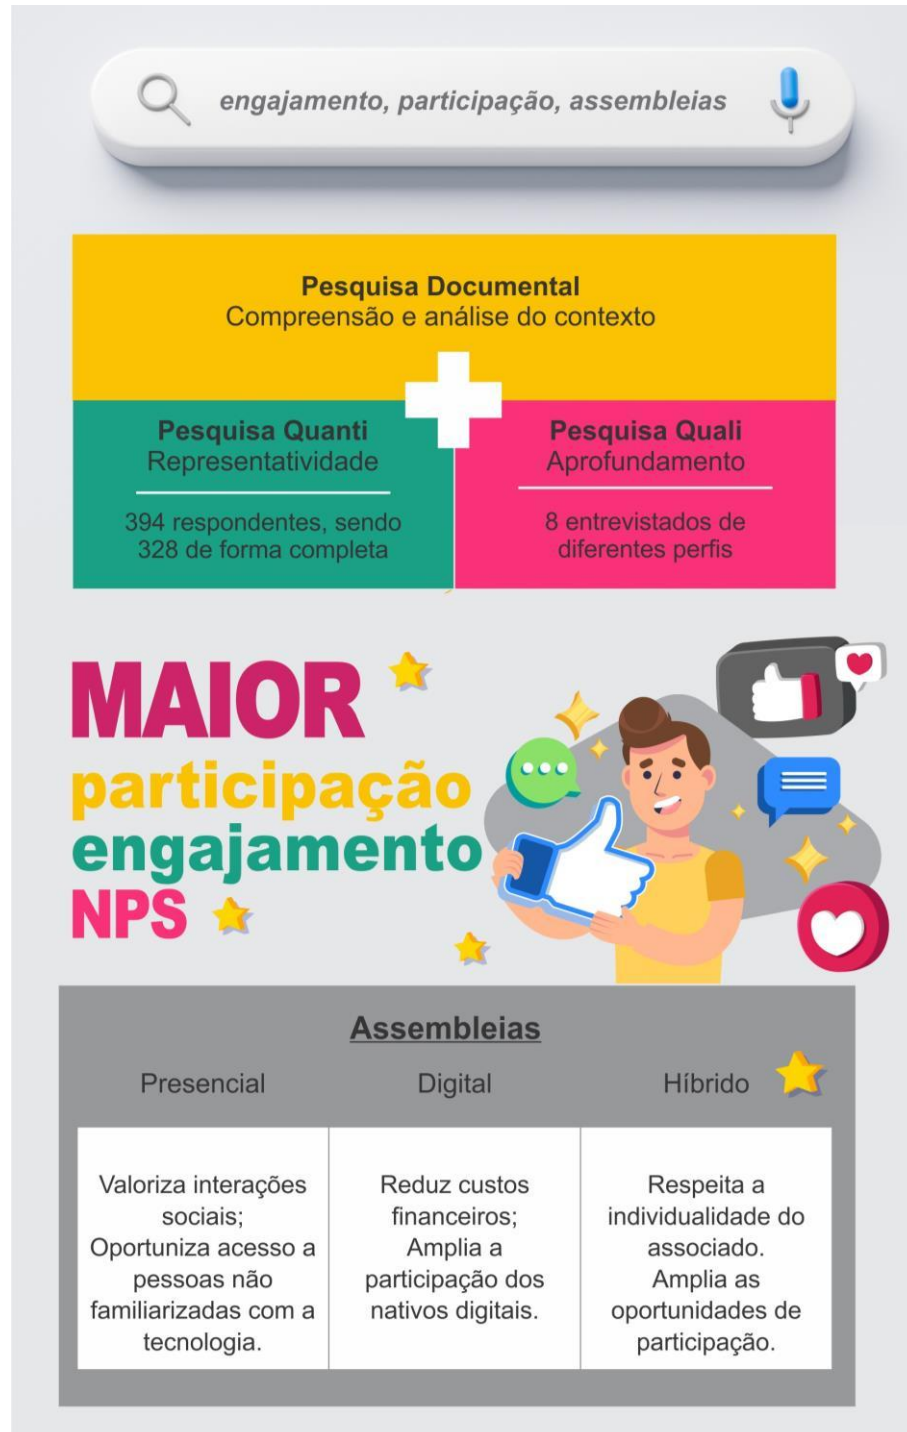 engajamento, participação, assembleias
Pesquisa Documental
Compreensão e análise do contexto
Pesquisa Quanti
Representatividade
394 respondentes, sendo
328 de forma completa
Pesquisa Quali
Aprofundamento
8 entrevistados de
diferentes perfis
MAIOR
participação
engajamento
NPS
Assembleias
Presencial
Digital
Híbrido
Valoriza interações
sociais;
Oportuniza acesso a
pessoas não
familiarizadas com a
tecnologia.
Reduz custos
financeiros;
Amplia a
participação dos
nativos digitais.
Respeita a
individualidade do
associado.
Amplia as
oportunidades de
participação.